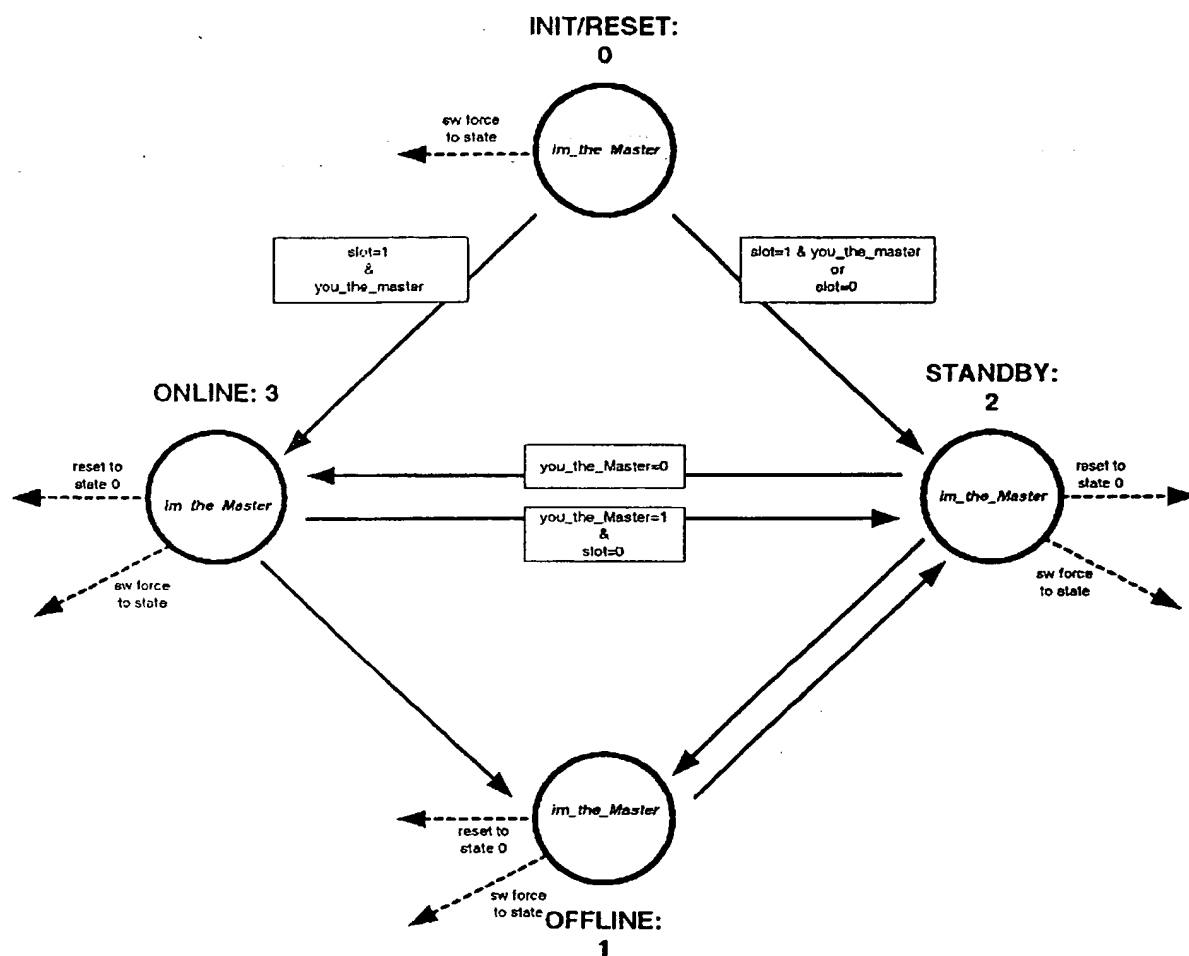 INIT/RESET:
0
sw force
to state
im_the Master
slot=1
&
you_the_master
slot=1 & you_the_master
or
slot=0
ONLINE: 3
STANDBY:
2
reset to
state 0
im the Master
sw force
to state
you_the_Master=0
you_the_Master=1
&
slot=0
im_the_Master
reset to
state 0
sw force
to state
im_the_Master
reset to
state 0
sw force
to state
OFFLINE:
1